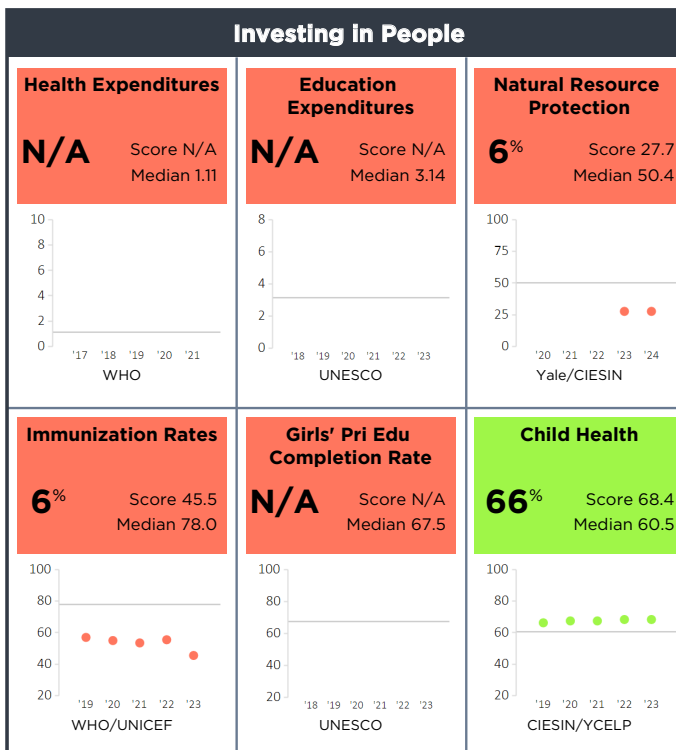 Investing in People
Health Expenditures
N/A
Score N/A
Median 1.11
10
8
6
4
2
0
'17 '18 '19 '20 '21
WHO
Education
Expenditures
N/A
Score N/A
Median 3.14
8
6
4
2
0
'18 '19 '20 '21 '22 '23
UNESCO
Natural Resource
Protection
6%
Score 27.7
Median 50.4
100
75
50
25
0
'20 '21 '22 '23 '24
Yale/CIESIN
Immunization Rates
6%
Score 45.5
Median 78.0
100
80
60
40
20
'19 '20 '21 '22 '23
WHO/UNICEF
Girls' Pri Edu
Completion Rate
N/A
Score N/A
Median 67.5
100
80
60
40
20
'18 '19 '20 '21 '22 '23
UNESCO
Child Health
66%
Score 68.4
Median 60.5
100
80
60
40
20
'19 '20 '21 '22 '23
CIESIN/YCELP